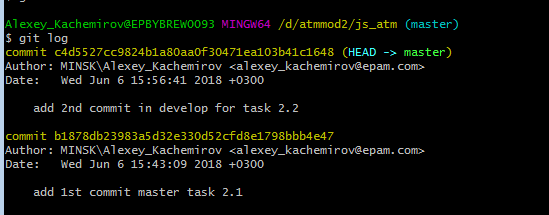 Alexey_Kachemirov@EPBYBREW0093 MINGW64 /d/atmmod2/js_atm (master)
$ git log
commit c4d5527cc9824b1a80aa0f30471ea103b41c1648 (HEAD -> master)
Author: MINSK\Alexey_Kachemirov <alexey_kachemirov@epam.com>
Date:   Wed Jun 6 15:56:41 2018 +0300
    add 2nd commit in develop for task 2.2
commit b1878db23983a5d32e330d52cfd8e1798bbb4e47
Author: MINSK\Alexey_Kachemirov <alexey_kachemirov@epam.com>
Date:   Wed Jun 6 15:43:09 2018 +0300
    add 1st commit master task 2.1